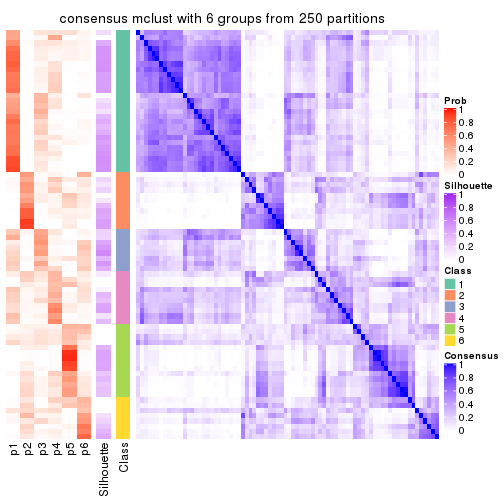 consensus mclust with 6 groups from 250 partitions
Prob
1
0.8
0.6
0.4
0.2
0
Silhouette
1
0.8
0.6
0.4
0.2
0
Class
1
2
3
4
5
6
Consensus
1
0.8
0.6
0.4
0.2
0
p1
p2
p3
p4
p5
p6
Silhouette
Class